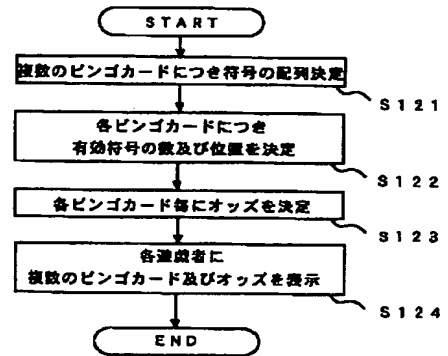 START
複数のビンゴカードにつき符号の配列決定
S121
各ビンゴカードにつき
有効符号の数及び位置を決定
S122
各ビンゴカード毎にオッズを決定
S123
各遊戯者に
複数のビンゴカード及びオッズを表示
S124
END